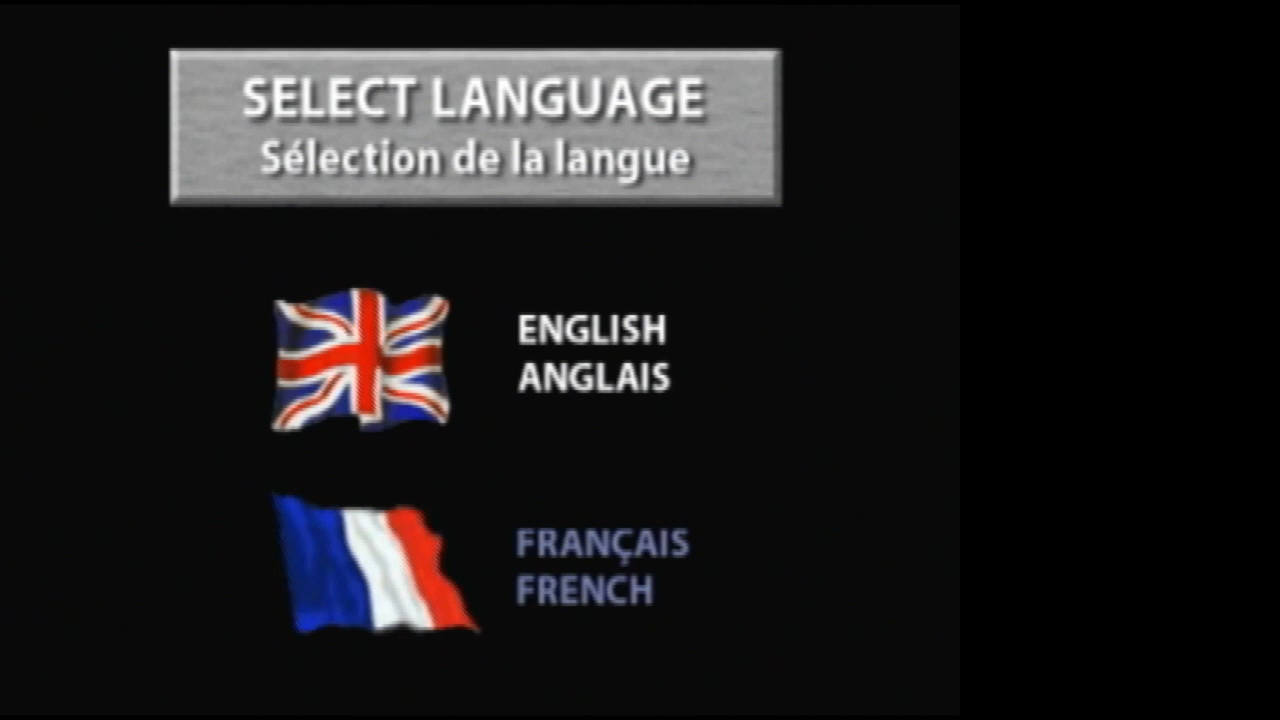 SELECT LANGUAGE
Sélection de la langue
ENGLISH
ANGLAIS
FRANÇAIS
FRENCH